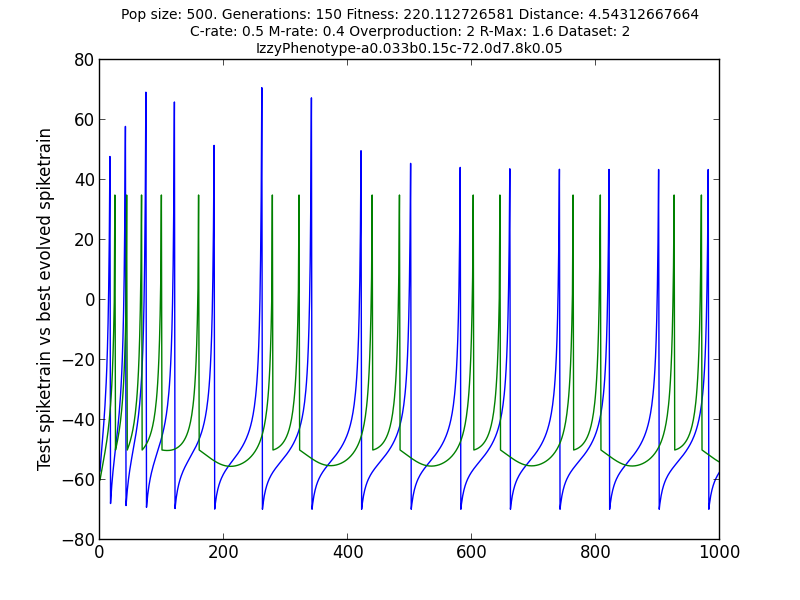 Pop size: 500. Generations: 150 Fitness: 220.112726581 Distance: 4.54312667664
C-rate: 0.5 M-rate: 0.4 Overproduction: 2 R-Max: 1.6 Dataset: 2
IzzyPhenotype-a0.033b0.15c-72.0d7.8k0.05
Test spiketrain vs best evolved spiketrain
80
60
40
20
0
−20
−40
−60
−80
0 200 400 600 800 1000